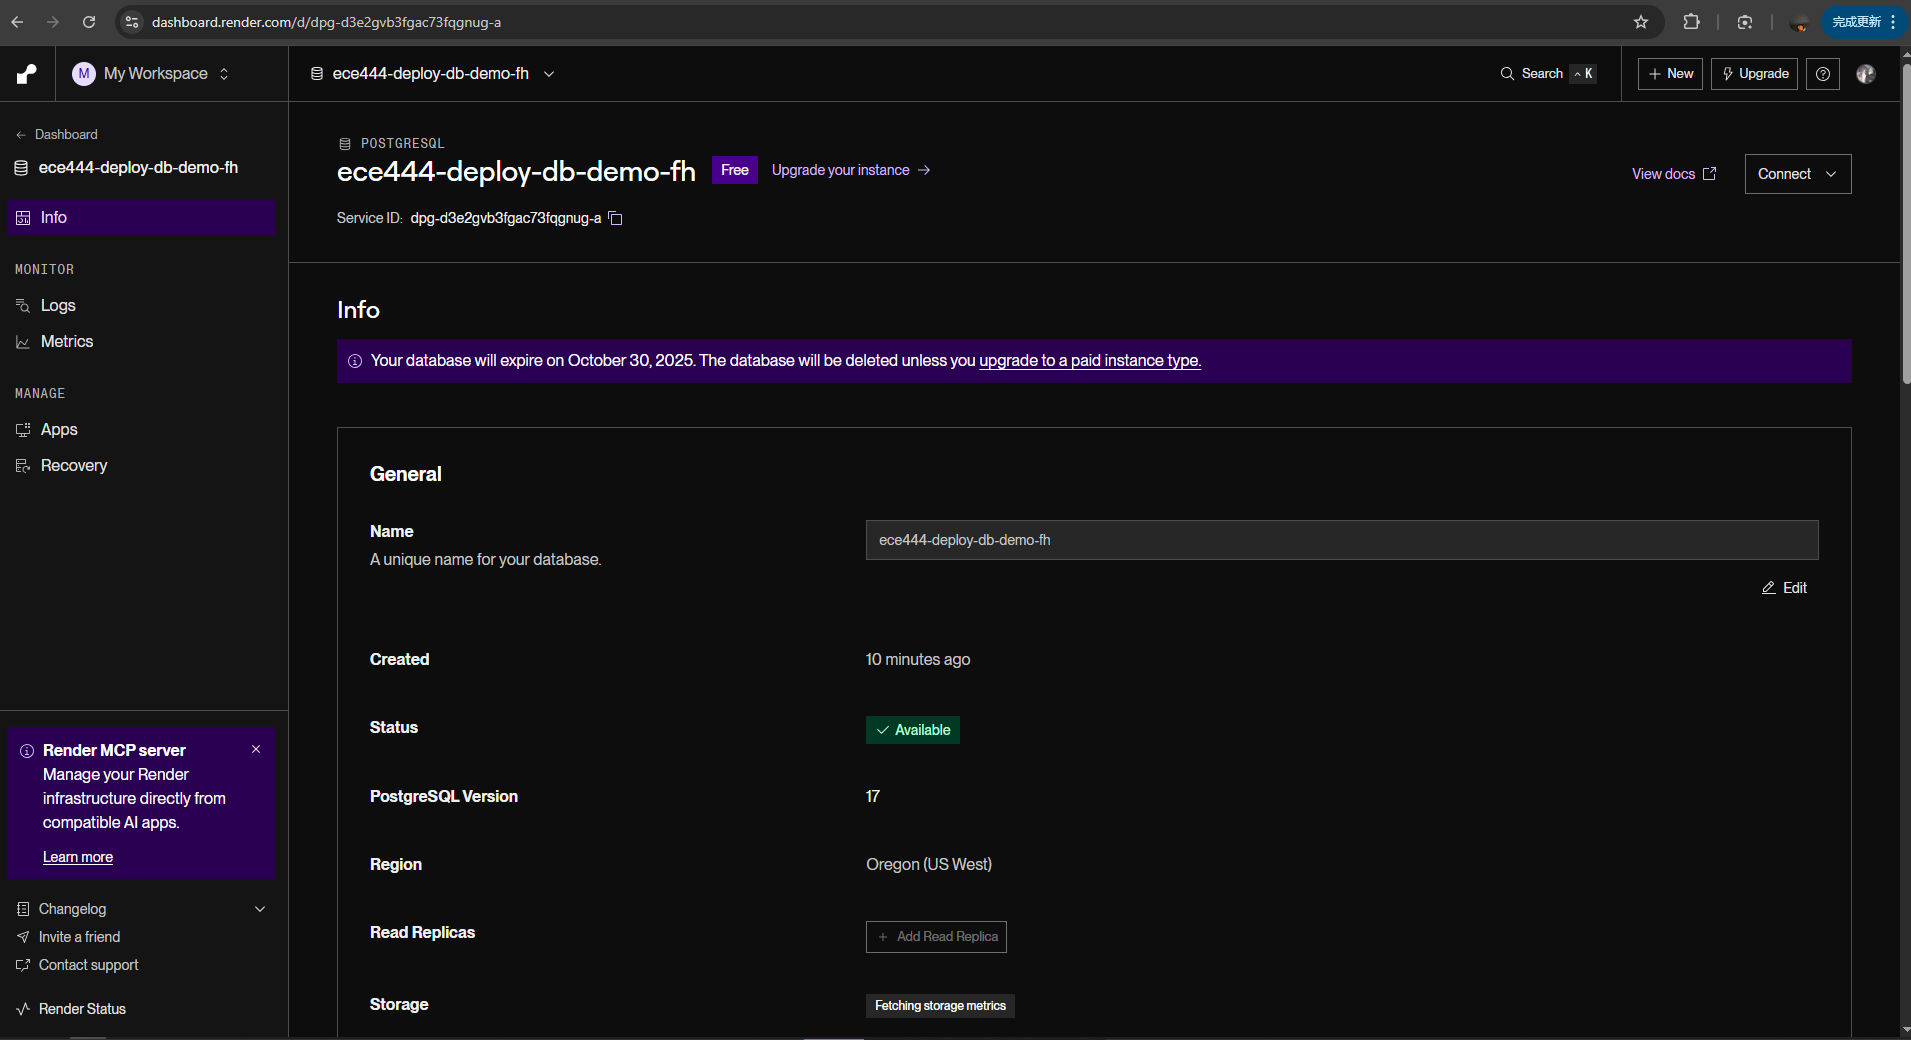 dashboard.render.com/d/dpg-d3e2gvb3fgac73fqgnug-a
完成更新
M My Workspace
ece444-deploy-db-demo-fh
Search ^ K
+ New
Upgrade
Dashboard
ece444-deploy-db-demo-fh
Info
MONITOR
Logs
Metrics
MANAGE
Apps
Recovery
Render MCP server
Manage your Render
infrastructure directly from
compatible AI apps.
Learn more
Changelog
Invite a friend
Contact support
Render Status
POSTGRESQL
ece444-deploy-db-demo-fh Free Upgrade your instance →
View docs
Connect
Service ID: dpg-d3e2gvb3fgac73fqgnug-a
Info
Your database will expire on October 30, 2025. The database will be deleted unless you upgrade to a paid instance type.
General
Name
A unique name for your database.
ece444-deploy-db-demo-fh
Edit
Created
10 minutes ago
Status
Available
PostgreSQL Version
17
Region
Oregon (US West)
Read Replicas
+ Add Read Replica
Storage
Fetching storage metrics